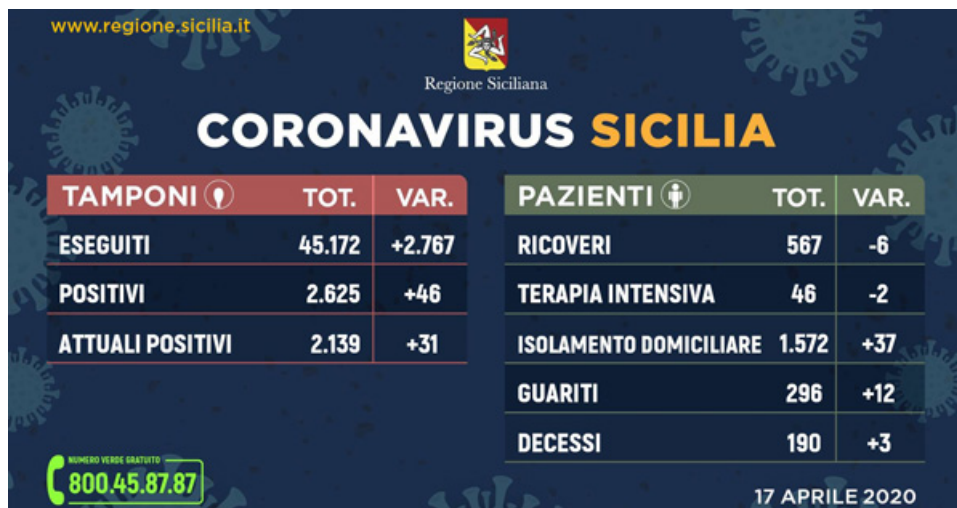 www.regione.sicilia.it
Regione Siciliana
CORONAVIRUS SICILIA
TAMPONI TOT. VAR.
ESEGUITI 45.172 +2.767
POSITIVI 2.625 +46
ATTUALI POSITIVI 2.139 +31
PAZIENTI TOT. VAR.
RICOVERI 567 -6
TERAPIA INTENSIVA 46 -2
ISOLAMENTO DOMICILIARE 1.572 +37
GUARITI 296 +12
DECESSI 190 +3
NUMERO VERDE GRATUITO
800.45.87.87
17 APRILE 2020